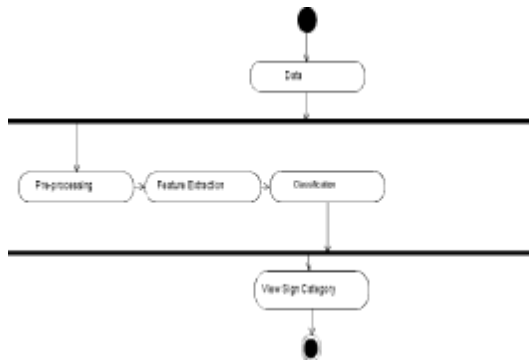 Data
Pre-processing
Feature Extraction
Classification
View Sign Category